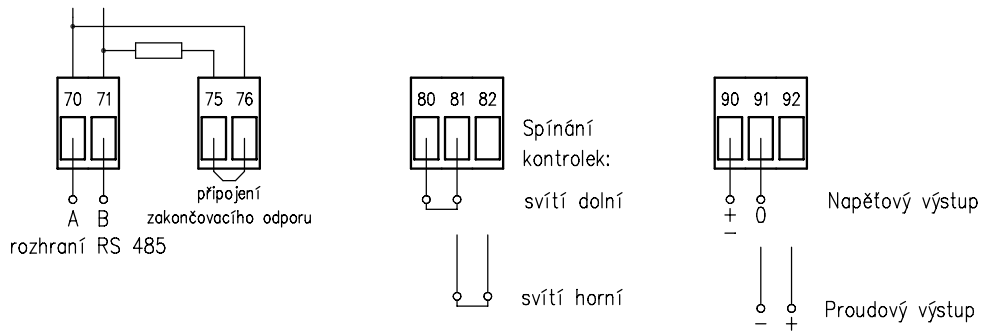 70 71
75 76
80 81 82
90 91 92
připojení
zakončovacího odporu
A B
rozhraní RS 485
Spínání
kontrolek:
svítí dolní
svítí horní
+
−
0
Napěťový výstup
− +
Proudový výstup